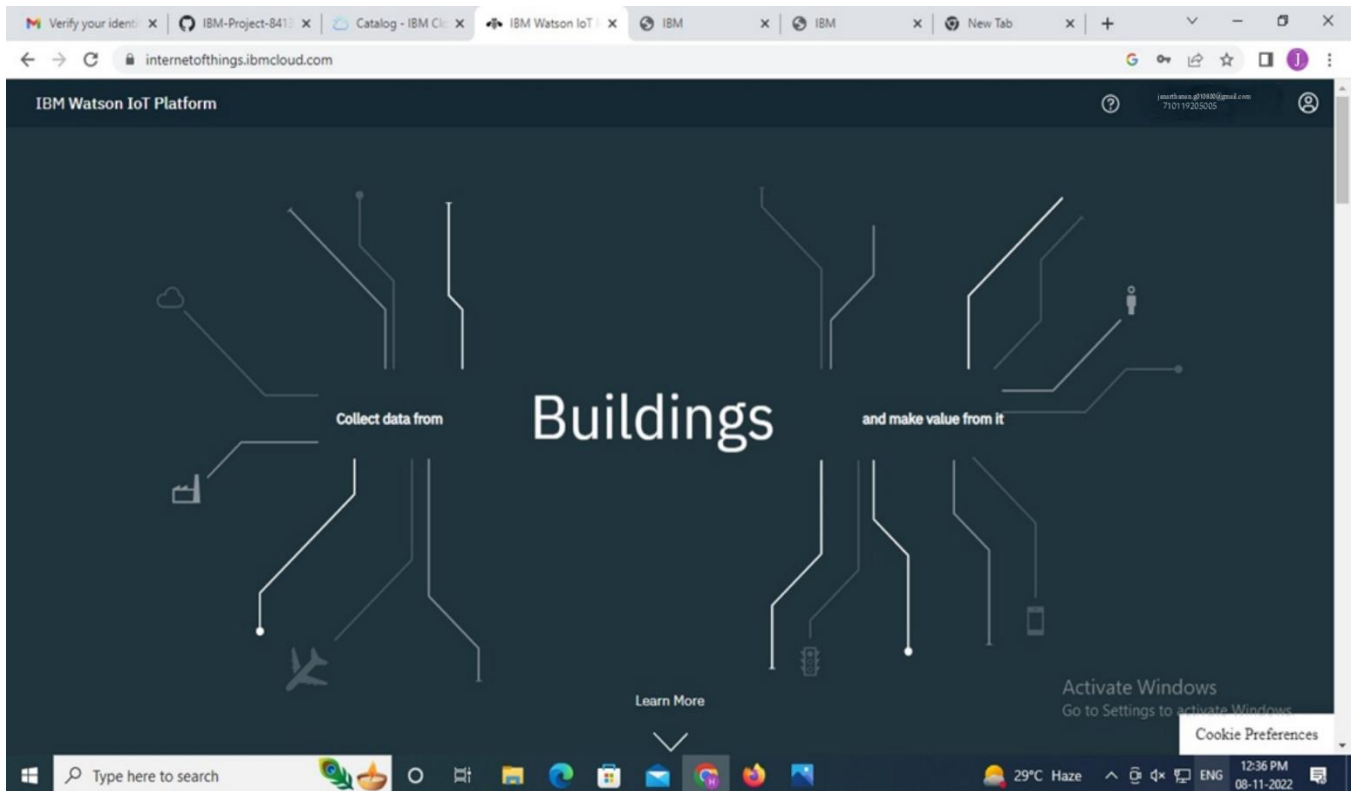 Verify your identi
IBM-Project-8413
Catalog - IBM Cl
IBM Watson IoT
IBM
IBM
New Tab
internetofthings.ibmcloud.com
G
J
IBM Watson IoT Platform
710119205005
Collect data from
Buildings
and make value from it
Learn More
Activate Windows
Go to Settings to activate Windows.
Cookie Preferences
Type here to search
29°C Haze
ENG
12:36 PM
08-11-2022